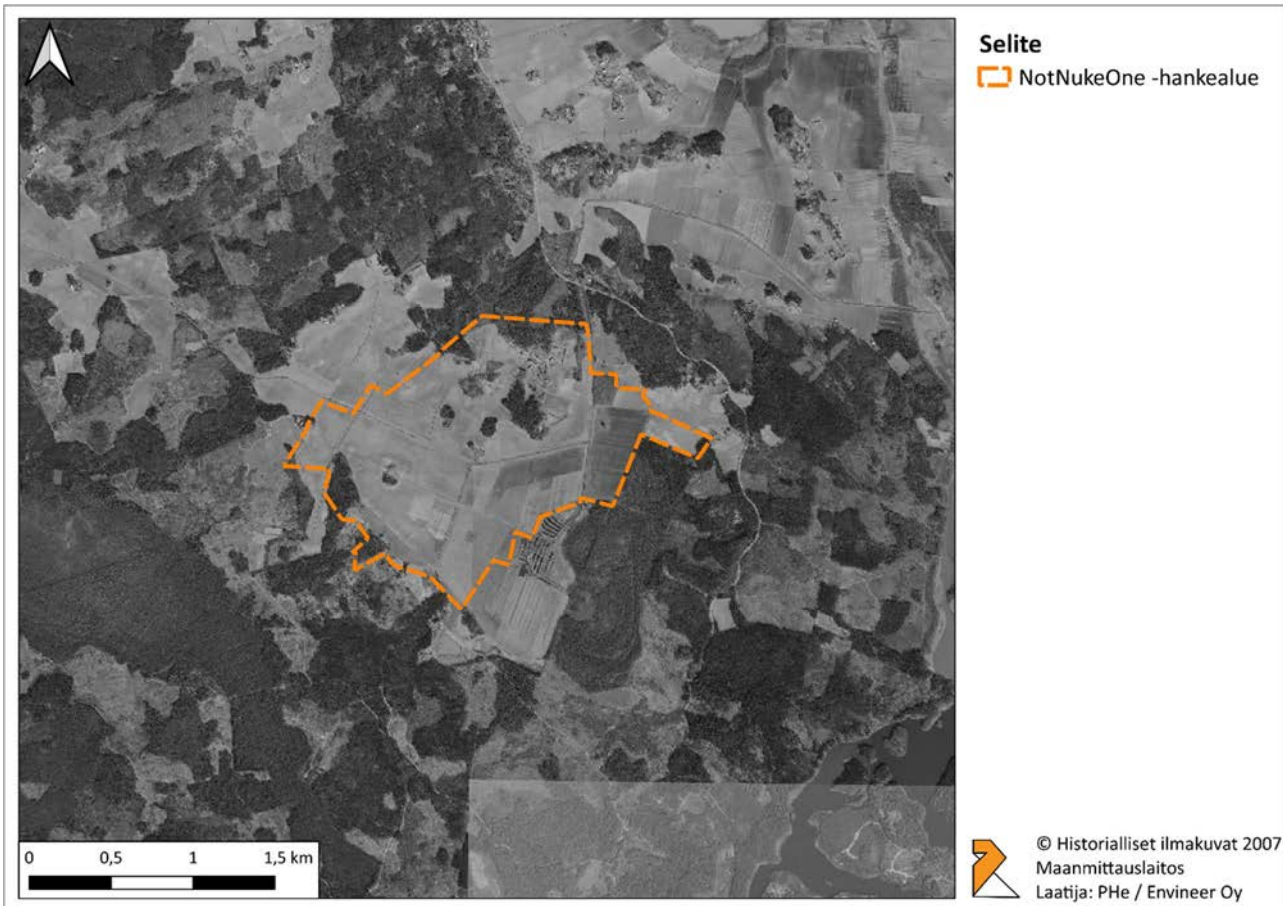 Selite
NotNukeOne -hankealue
0 0,5 1 1,5 km
© Historialliset ilmakuvat 2007
Maanmittauslaitos
Laatija: PHe / Envineer Oy